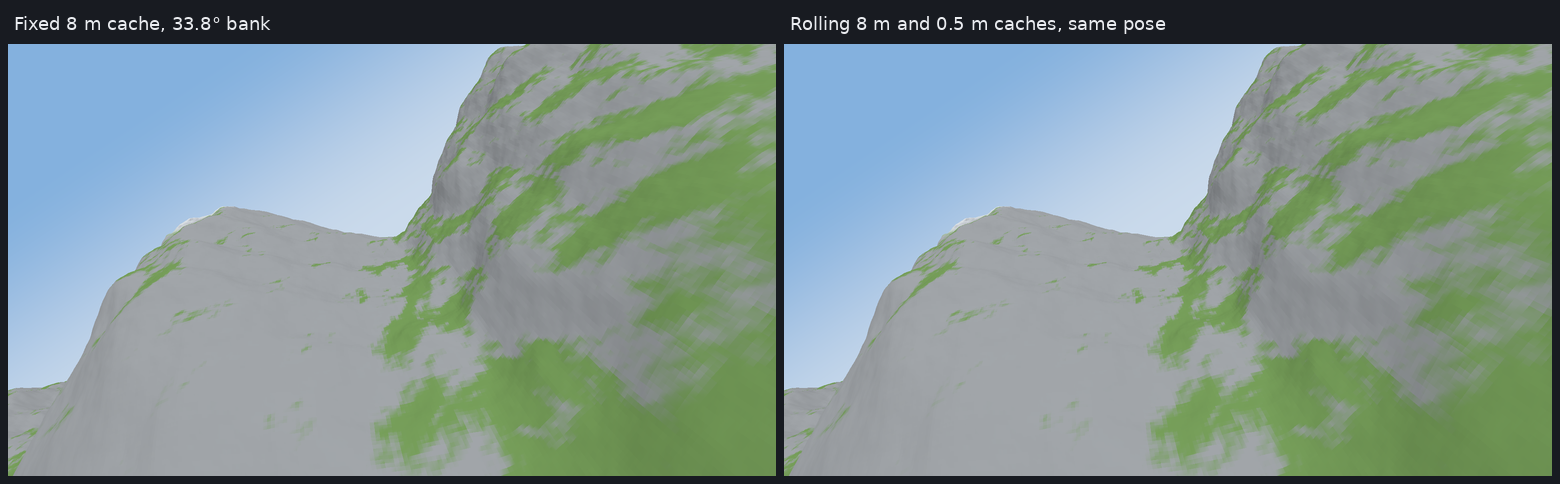 Fixed 8 m cache, 33.8° bank
Rolling 8 m and 0.5 m caches, same pose